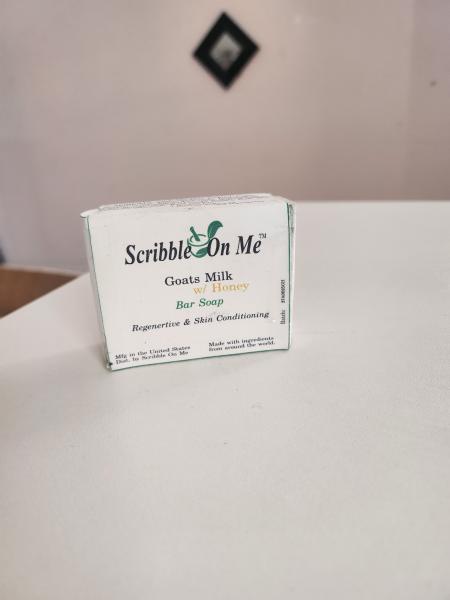 Scribble On Me™
Goats Milk
w/ Honey
Bar Soap
Regenertive & Skin Conditioning
Mfg in the United States
Dist. by Scribble On Me
Made with ingredients
from around the world.
Batch: